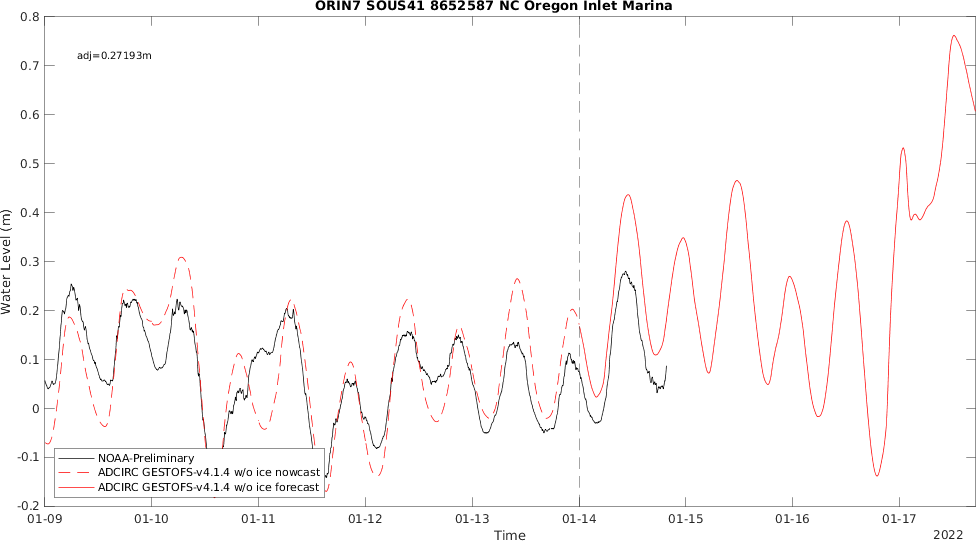 ORIN7 SOUS41 8652587 NC Oregon Inlet Marina
adj=0.27193m
Water Level (m)
0.8
0.7
0.6
0.5
0.4
0.3
0.2
0.1
0
-0.1
-0.2
NOAA-Preliminary
ADCIRC GESTOFS-v4.1.4 w/o ice nowcast
ADCIRC GESTOFS-v4.1.4 w/o ice forecast
01-09 01-10 01-11 01-12 01-13 01-14 01-15 01-16 01-17
Time
2022